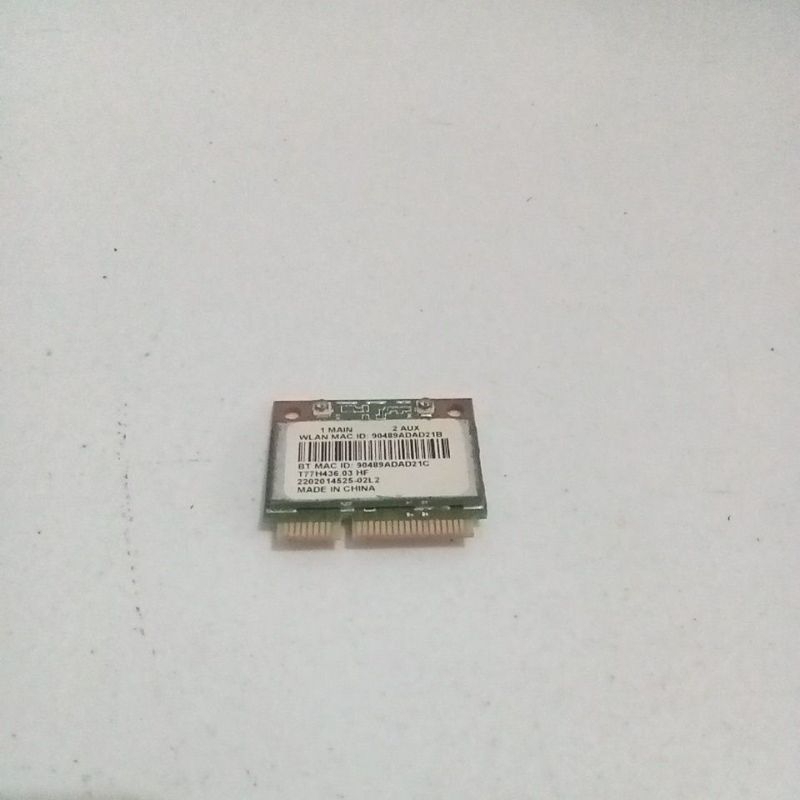 1 MAIN 2 AUX
WLAN MAC ID: 90489ADAD21B
BT MAC ID: 90489ADAD21C
T77H436.03 HF
2202014525-02L2
MADE IN CHINA